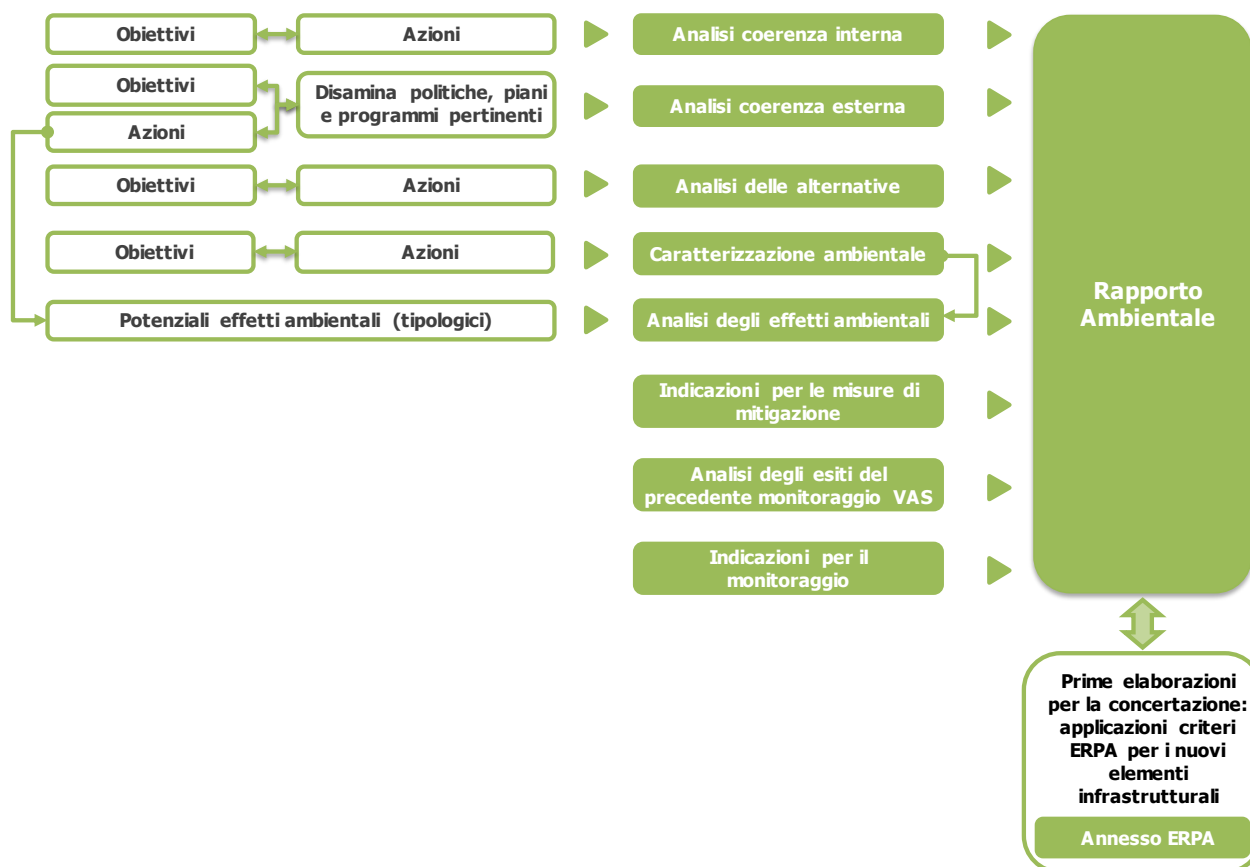 Obiettivi
Azioni
Analisi coerenza interna
Obiettivi
Azioni
Disamina politiche, piani
e programmi pertinenti
Analisi coerenza esterna
Obiettivi
Azioni
Analisi delle alternative
Obiettivi
Azioni
Caratterizzazione ambientale
Potenziali effetti ambientali (tipologici)
Analisi degli effetti ambientali
Indicazioni per le misure di
mitigazione
Analisi degli esiti del
precedente monitoraggio VAS
Indicazioni per il
monitoraggio
Rapporto
Ambientale
Prime elaborazioni
per la concertazione:
applicazioni criteri
ERPA per i nuovi
elementi
infrastrutturali
Annesso ERPA